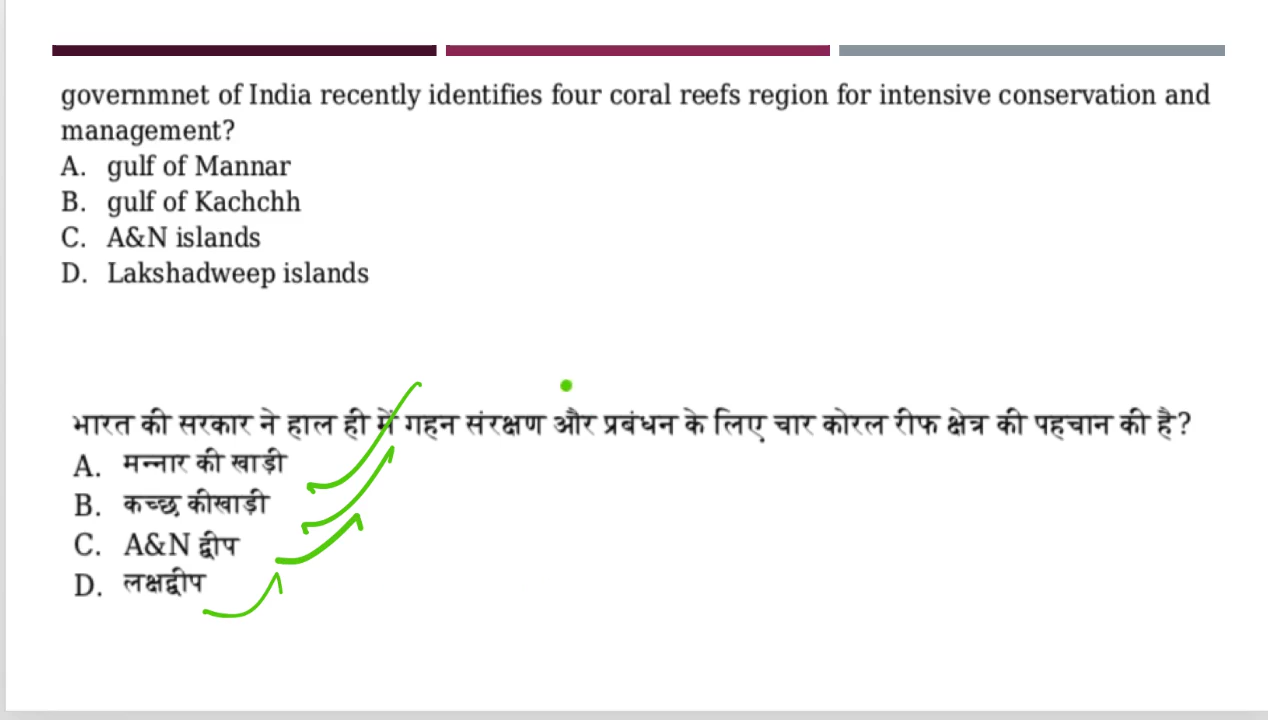 governmnet of India recently identifies four coral reefs region for intensive conservation and
management?
A. gulf of Mannar
B. gulf of Kachchh
C. A&N islands
D. Lakshadweep islands
भारत की सरकार ने हाल ही में गहन संरक्षण और प्रबंधन के लिए चार कोरल रीफ क्षेत्र की पहचान की है?
A. मन्नार की खाड़ी
B. कच्छ कीखाड़ी
C. A&N द्वीप
D. लक्षद्वीप